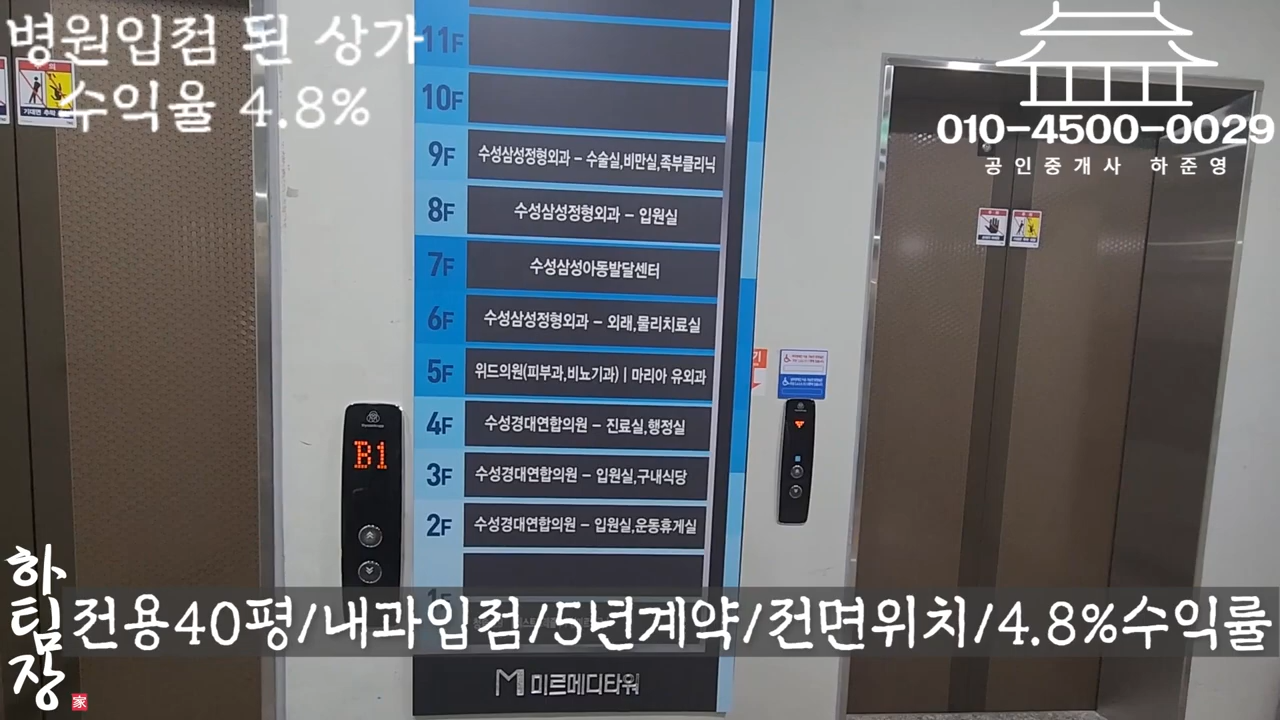 병원입점 된 상가
수익율 4.8%
010-4500-0029
공인중개사 하준영
11F
10F
9F 수성삼성정형외과 - 수술실,비만실,족부클리닉
8F 수성삼성정형외과 - 입원실
7F 수성삼성아동발달센터
6F 수성삼성정형외과 - 외래,물리치료실
5F 위드의원(피부과,비뇨기과) | 마리아 유외과
4F 수성경대연합의원 - 진료실,행정실
3F 수성경대연합의원 - 입원실,구내식당
2F 수성경대연합의원 - 입원실,운동휴게실
B1
하팀장
家
전용40평/내과입점/5년계약/전면위치/4.8%수익률
M 미르메디타워